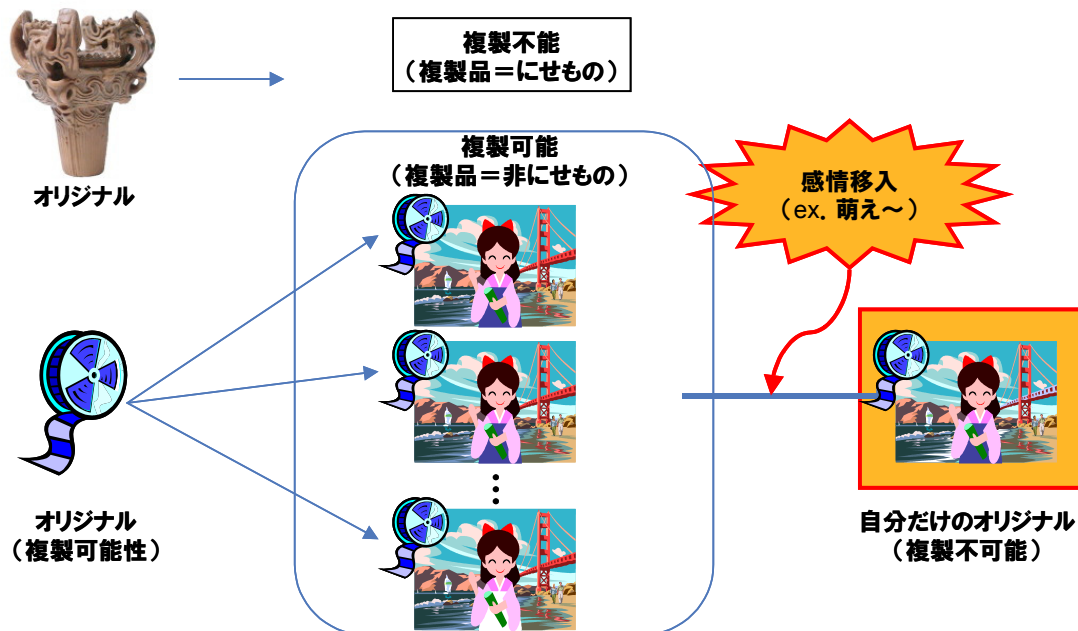 複製不能
（複製品＝にせもの）
オリジナル
複製可能
（複製品＝非にせもの）
感情移入
（ex．萌え～）
オリジナル
（複製可能性）
⋮
自分だけのオリジナル
（複製不可能）